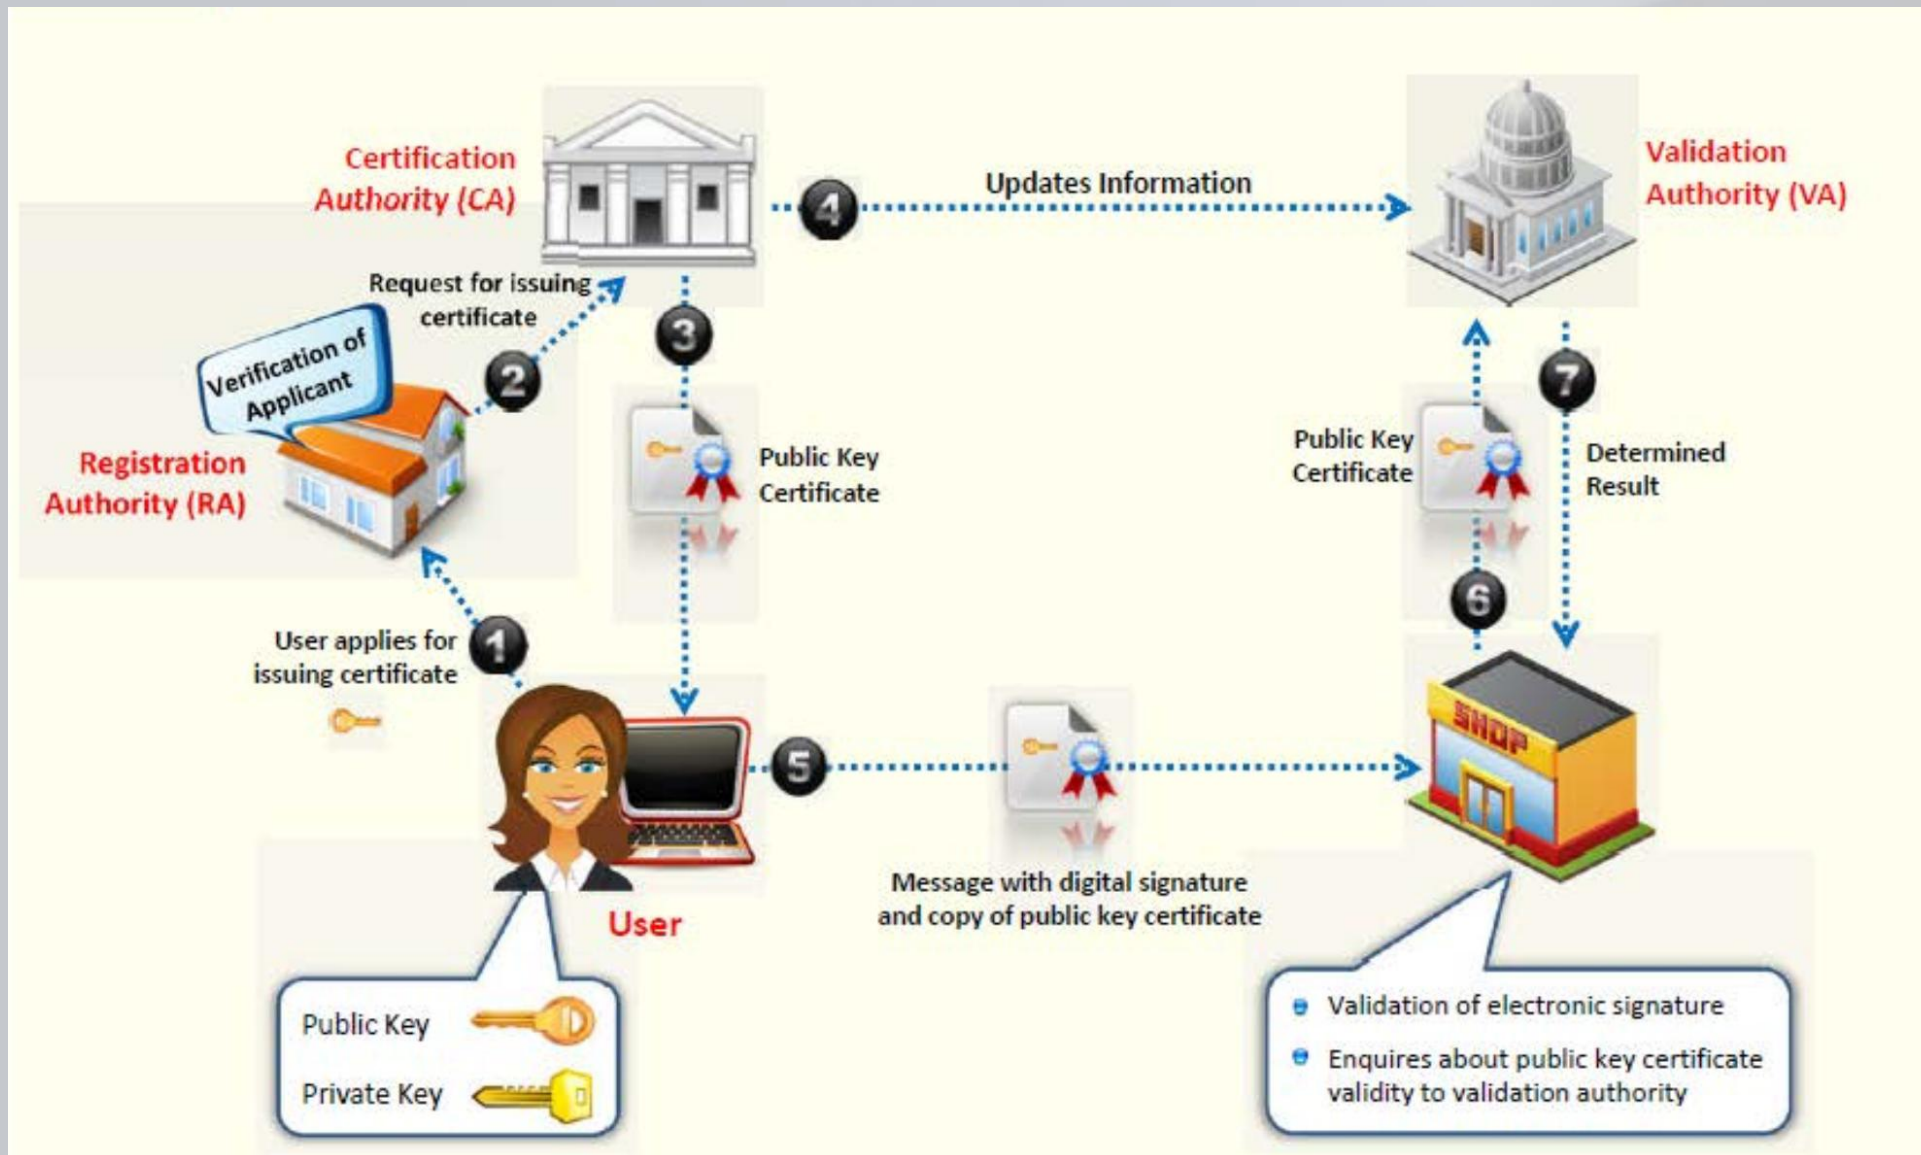 Certification
Authority (CA)
4
Updates Information
Validation
Authority (VA)
Request for issuing
certificate
3
Verification of
Applicant
2
7
Registration
Authority (RA)
Public Key
Certificate
Public Key
Certificate
Determined
Result
6
User applies for
issuing certificate
1
SHOP
5
Message with digital signature
and copy of public key certificate
User
Public Key
Private Key
Validation of electronic signature
Enquires about public key certificate
validity to validation authority